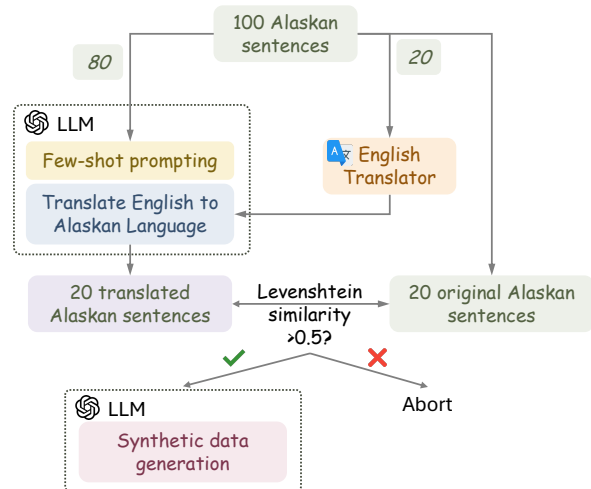 100 Alaskan
sentences
80
20
LLM
Few-shot prompting
English
Translator
Translate English to
Alaskan Language
20 translated
Alaskan sentences
Levenshtein
similarity
>0.5?
20 original Alaskan
sentences
LLM
Abort
Synthetic data
generation